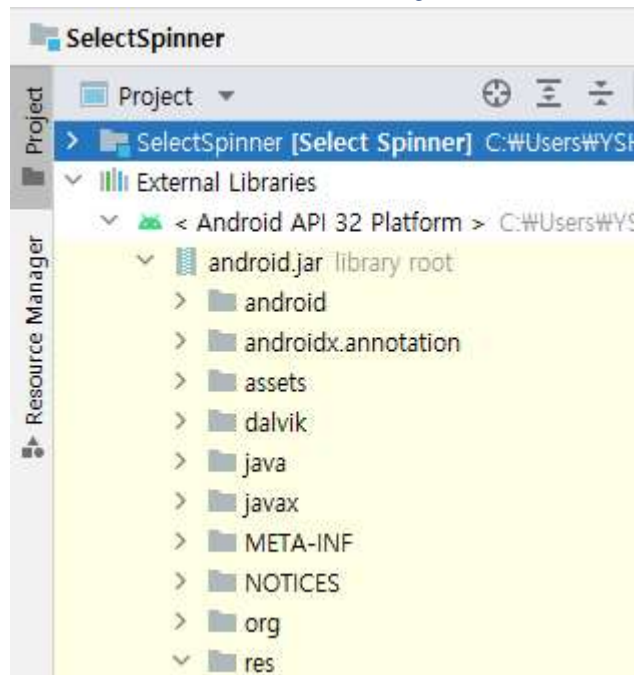 SelectSpinner
Project
Project
SelectSpinner [Select Spinner] C:₩Users₩YSH
External Libraries
< Android API 32 Platform > C:₩Users₩YS
android.jar library root
android
androidx.annotation
assets
dalvik
java
javax
META-INF
NOTICES
org
res
Resource Manager